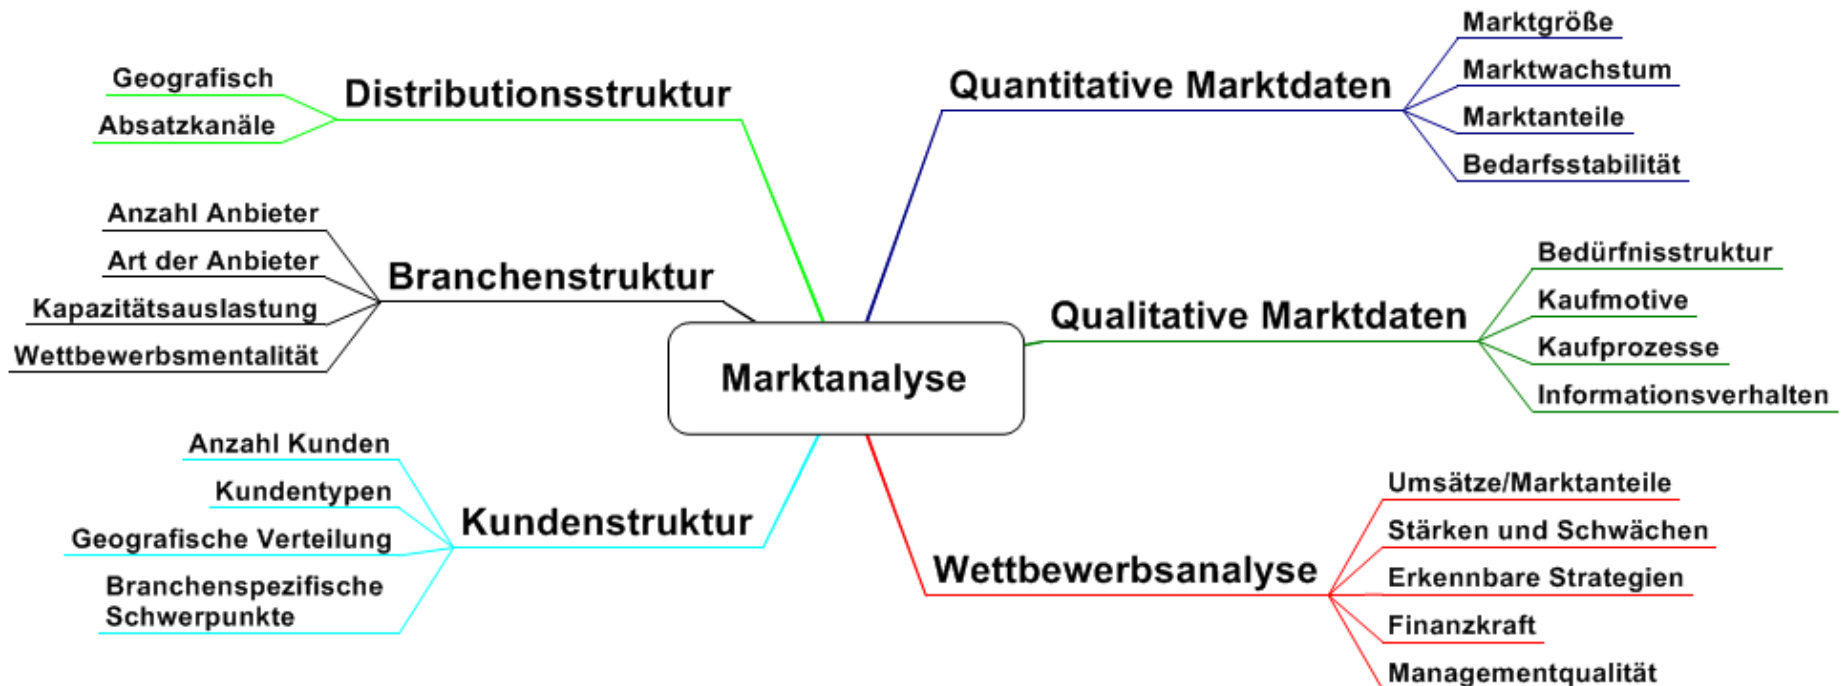 Marktanalyse
Quantitative Marktdaten
Marktgröße
Marktwachstum
Marktanteile
Bedarfsstabilität
Qualitative Marktdaten
Bedürfnisstruktur
Kaufmotive
Kaufprozesse
Informationsverhalten
Wettbewerbsanalyse
Umsätze/Marktanteile
Stärken und Schwächen
Erkennbare Strategien
Finanzkraft
Managementqualität
Distributionsstruktur
Geografisch
Absatzkanäle
Branchenstruktur
Anzahl Anbieter
Art der Anbieter
Kapazitätsauslastung
Wettbewerbsmentalität
Kundenstruktur
Anzahl Kunden
Kundentypen
Geografische Verteilung
Branchenspezifische
Schwerpunkte